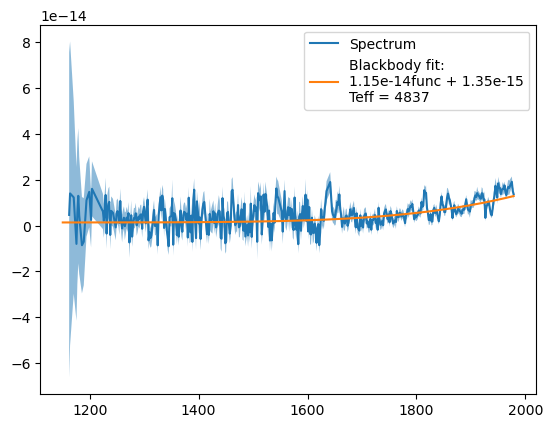 1e−14
8
6
4
2
0
−2
−4
−6
1200
1400
1600
1800
2000
Spectrum
Blackbody fit:
1.15e-14func + 1.35e-15
Teff = 4837